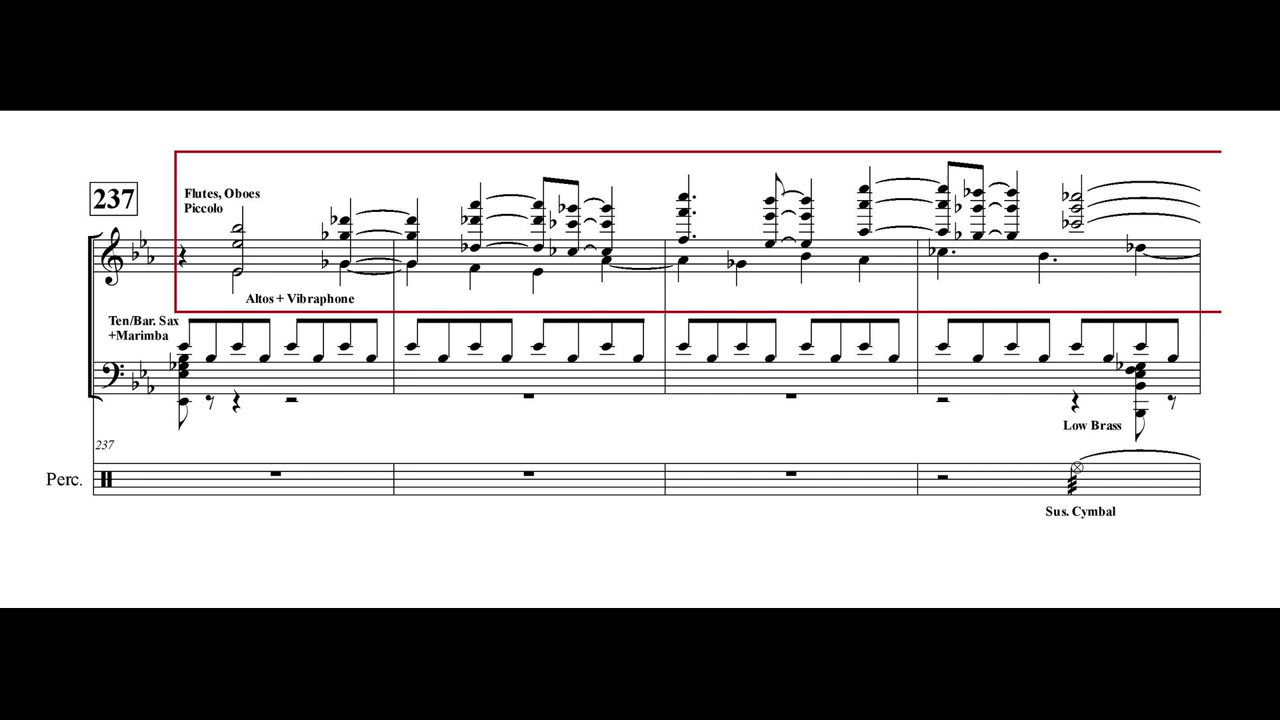 237
Flutes, Oboes
Piccolo
Altos + Vibraphone
Ten/Bar. Sax
+Marimba
Low Brass
237
Perc.
Sus. Cymbal